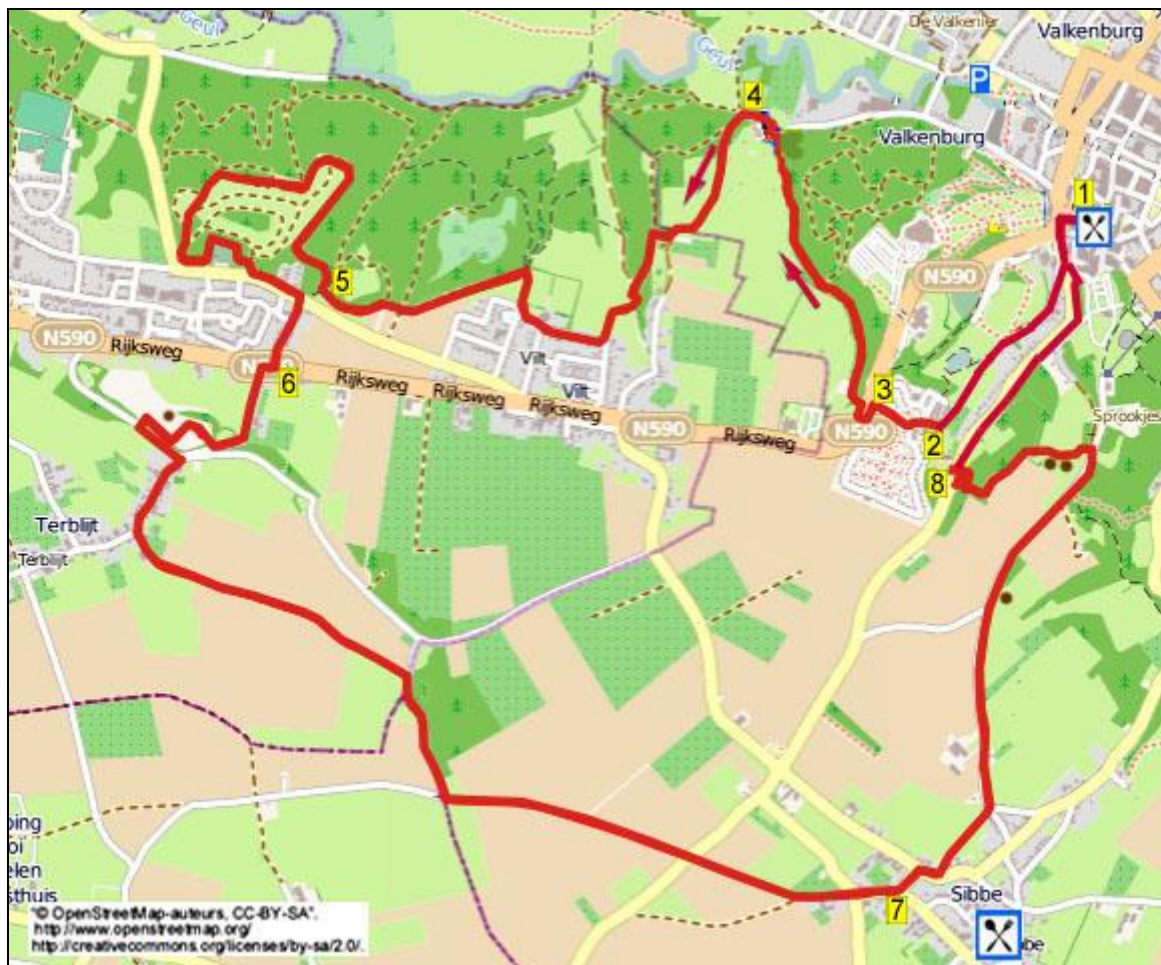 Geul
De Valkenier
Valkenburg
P
Geul
4
Valkenburg
1
N590
5
3
N590
Rijksweg
Vilt
Vilt
6
Rijksweg
Rijksweg
Rijksweg
Rijksweg
N590
N590
2
Sprookjes
8
Terblijt
Terblijt
7
Sibbe
"© OpenStreetMap-auteurs, CC-BY-SA".
http://www.openstreetmap.org/
http://creativecommons.org/licenses/by-sa/2.0/.